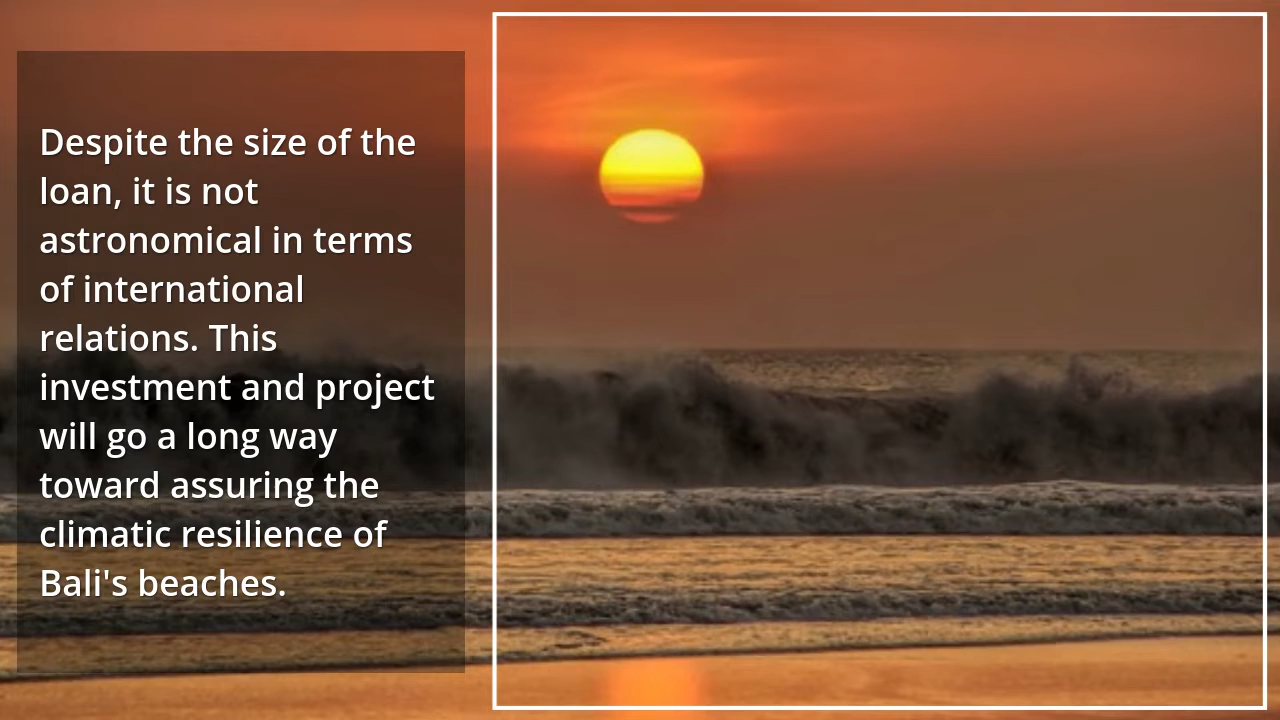 Despite the size of the
loan, it is not
astronomical in terms
of international
relations. This
investment and project
will go a long way
toward assuring the
climatic resilience of
Bali's beaches.